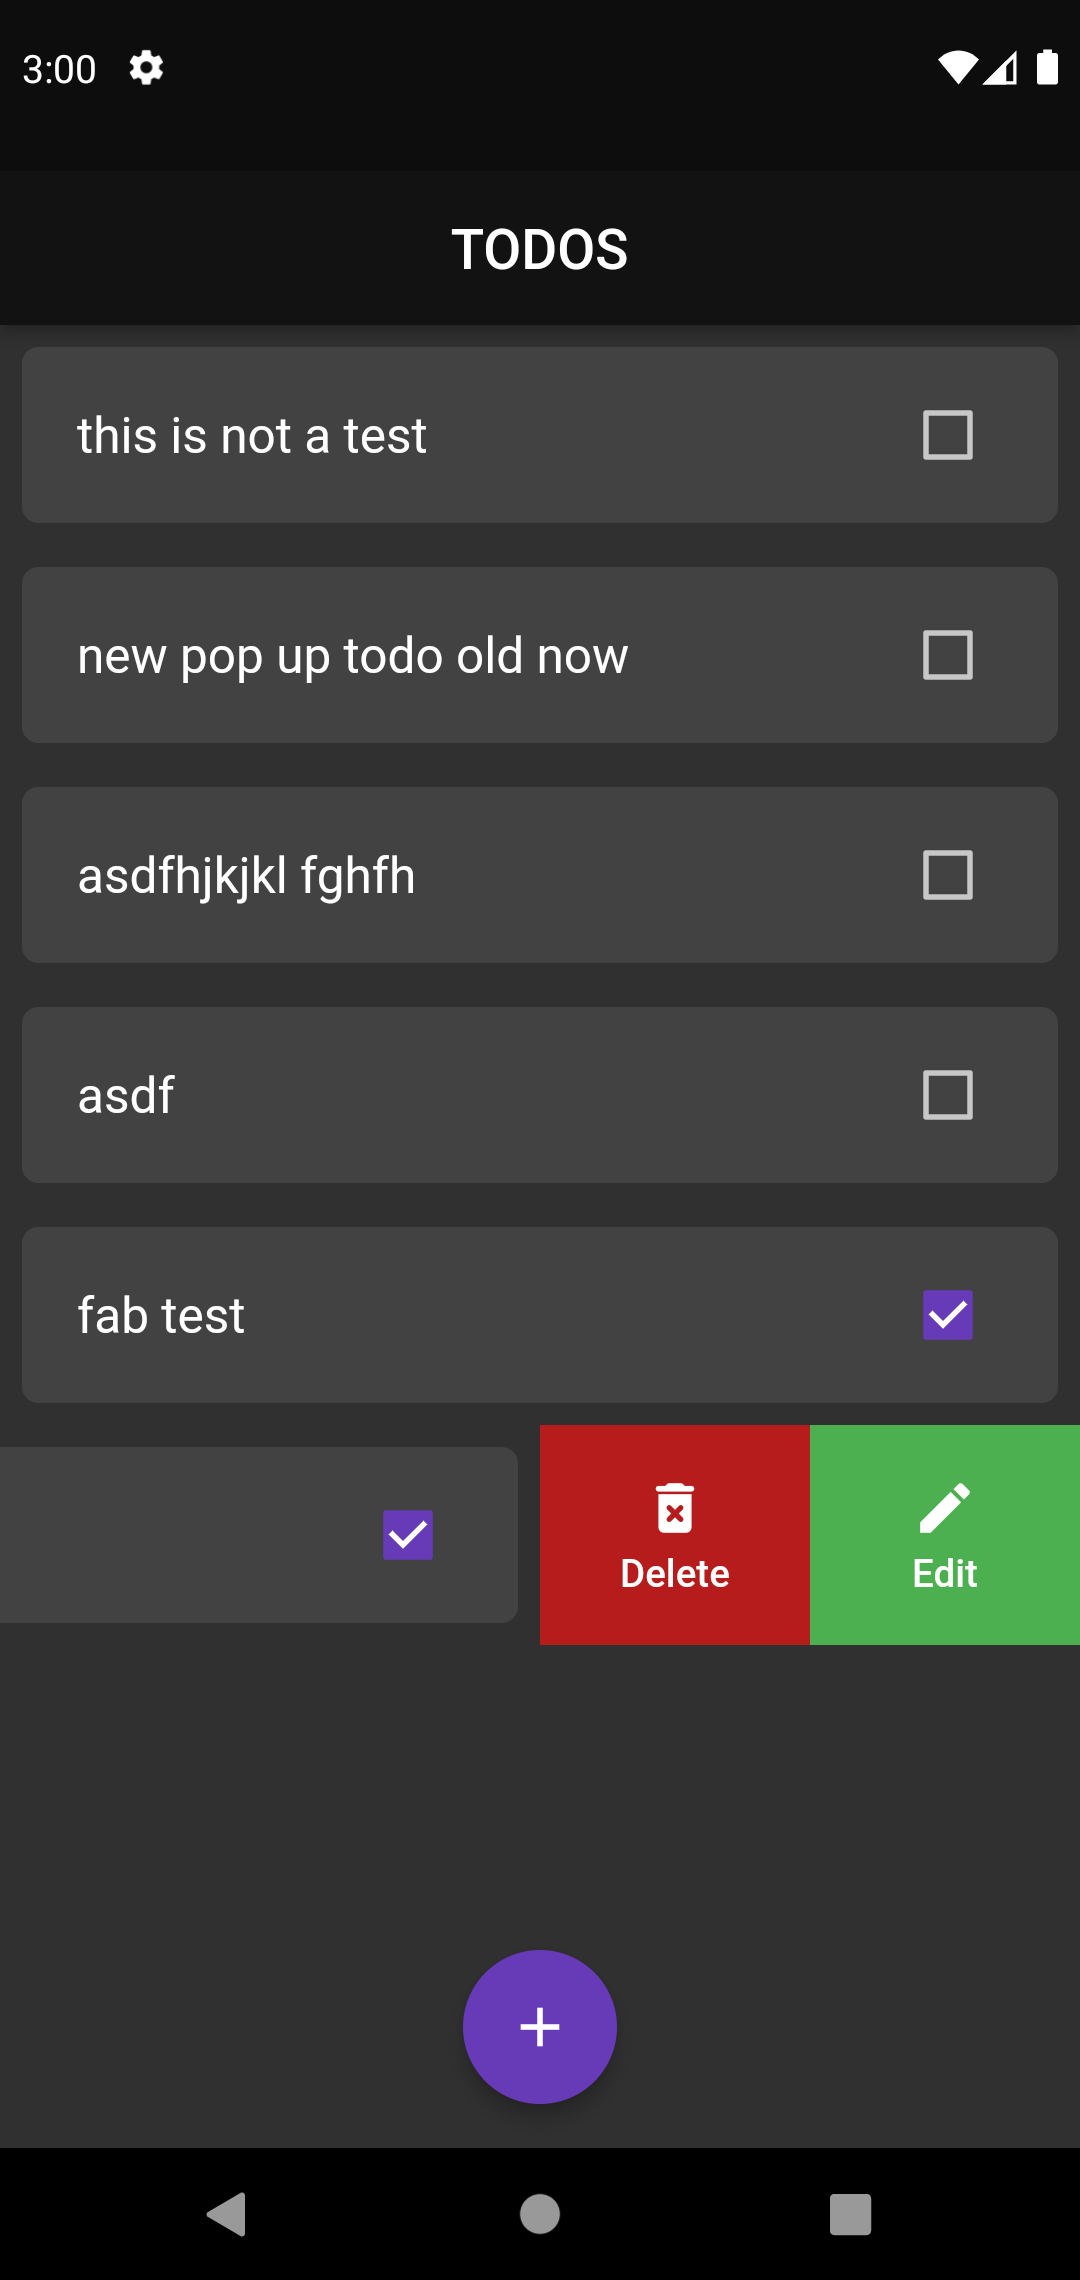 3:00
TODOS
this is not a test
new pop up todo old now
asdfhjkjkl fghfh
asdf
fab test
Delete
Edit